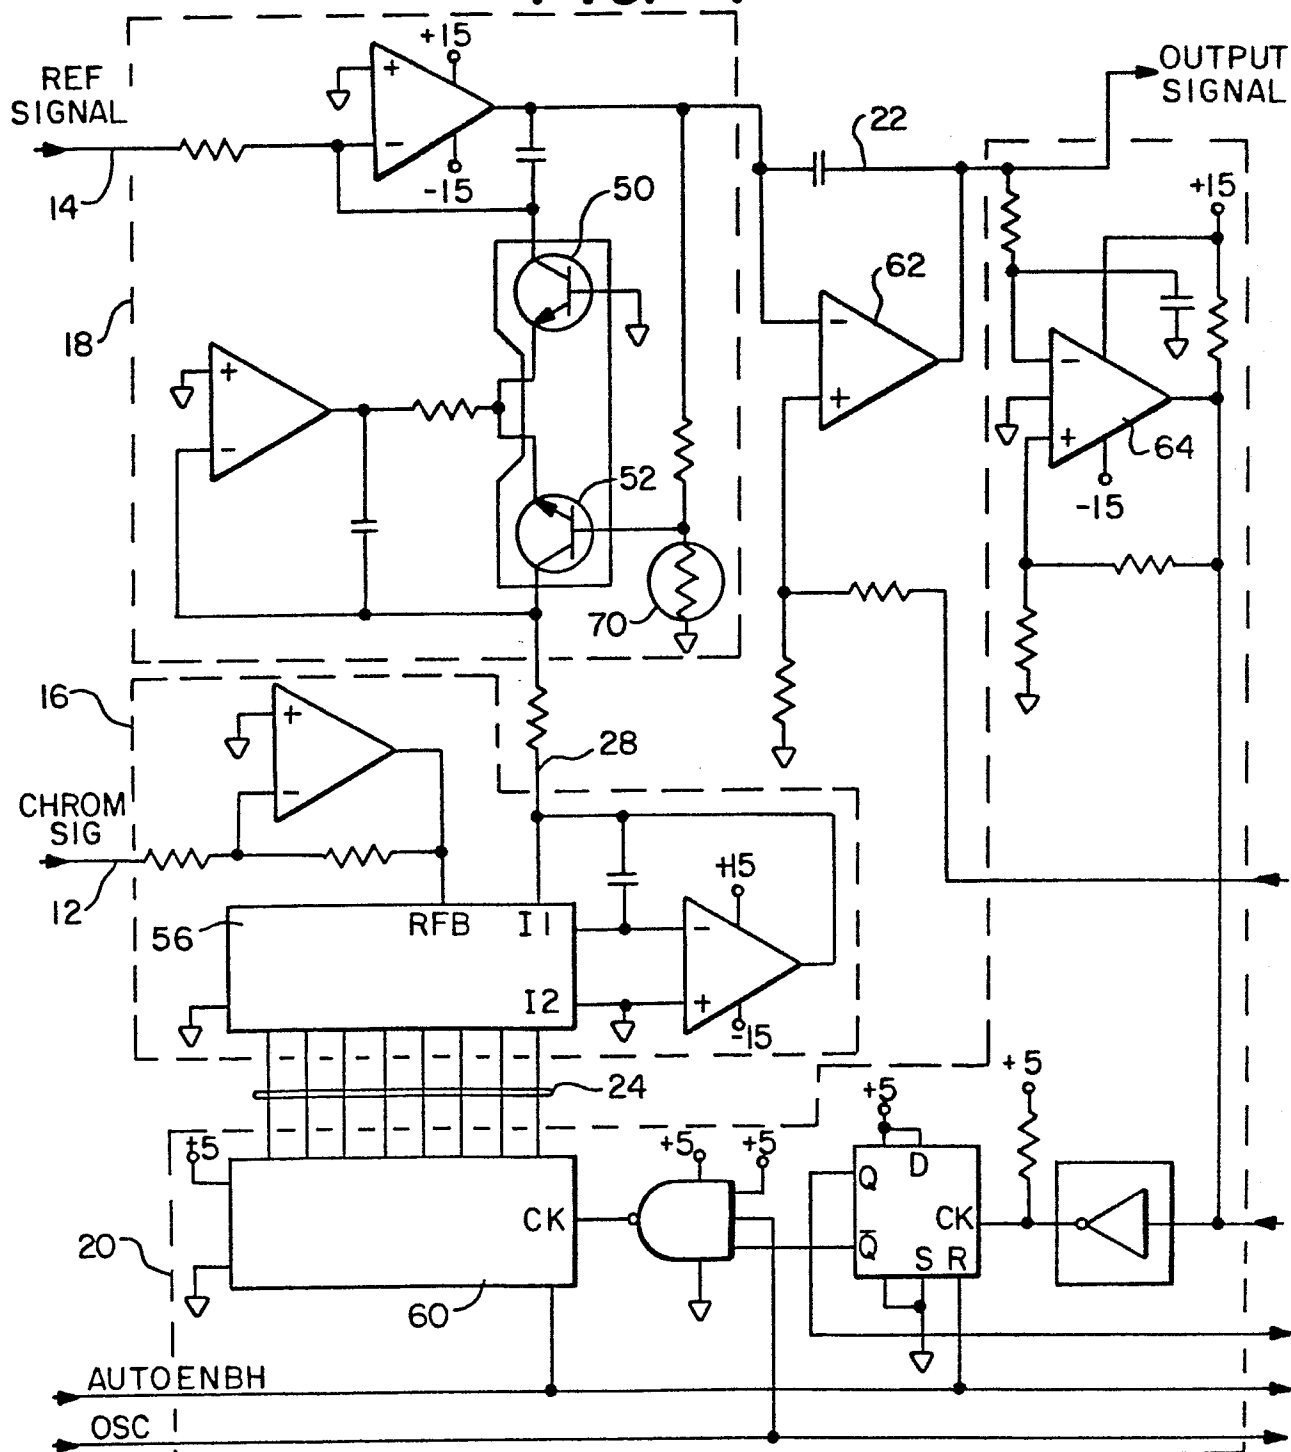 +15
REF
SIGNAL
OUTPUT
SIGNAL
22
-15
14
50
+15
62
18
64
52
-15
70
16
28
CHROM
SIG
+15
12
56
RFB
I1
I2
-15
24
+5
+5
+5
+5
+5
D
Q
CK
CK
Q̅
S
R
20
60
AUTOENBH
OSC
+
-
+
-
-
+
-
+
+
-
-
+